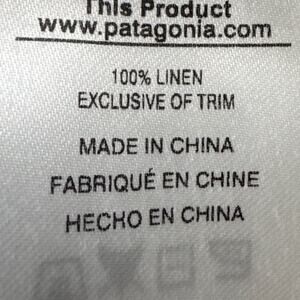 This Product
www.patagonia.com
100% LINEN
EXCLUSIVE OF TRIM
MADE IN CHINA
FABRIQUÉ EN CHINE
HECHO EN CHINA